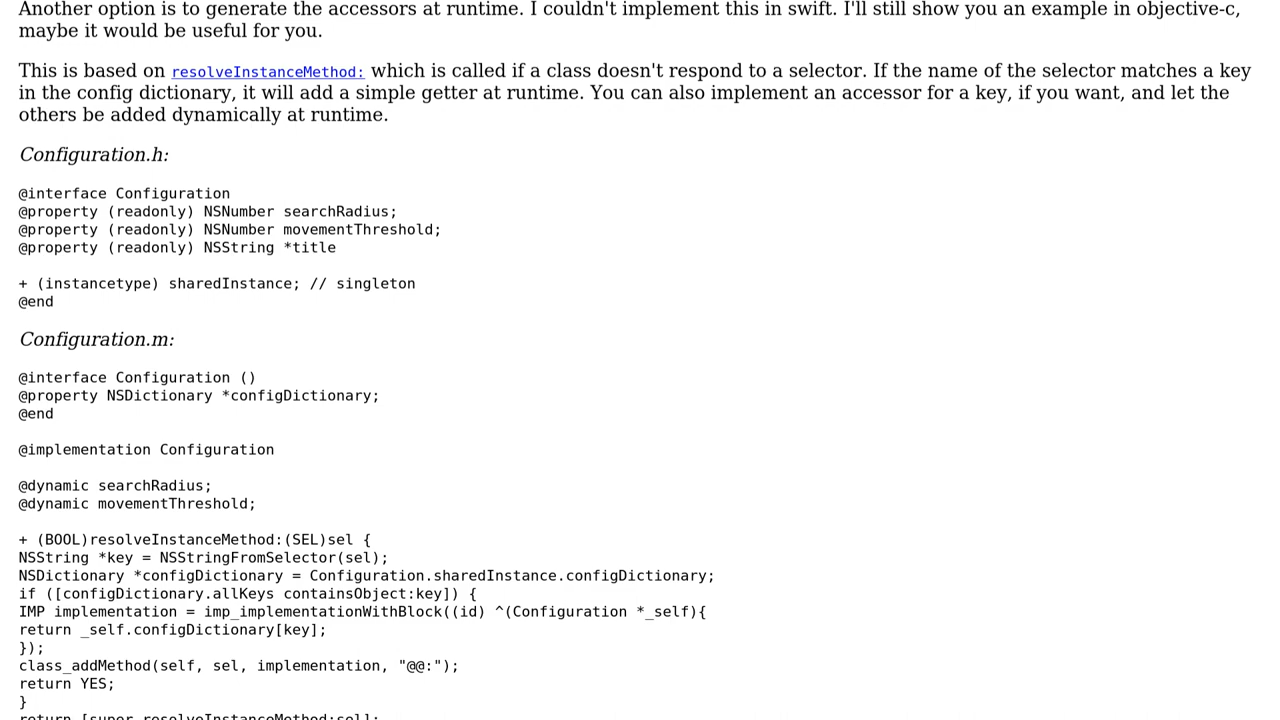 Another option is to generate the accessors at runtime. I couldn't implement this in swift. I'll still show you an example in objective-c,
maybe it would be useful for you.
This is based on resolveInstanceMethod: which is called if a class doesn't respond to a selector. If the name of the selector matches a key
in the config dictionary, it will add a simple getter at runtime. You can also implement an accessor for a key, if you want, and let the
others be added dynamically at runtime.
Configuration.h:
@interface Configuration
@property (readonly) NSNumber searchRadius;
@property (readonly) NSNumber movementThreshold;
@property (readonly) NSString *title
+ (instancetype) sharedInstance; // singleton
@end
Configuration.m:
@interface Configuration ()
@property NSDictionary *configDictionary;
@end
@implementation Configuration
@dynamic searchRadius;
@dynamic movementThreshold;
+ (BOOL)resolveInstanceMethod:(SEL)sel {
NSString *key = NSStringFromSelector(sel);
NSDictionary *configDictionary = Configuration.sharedInstance.configDictionary;
if ([configDictionary.allKeys containsObject:key]) {
IMP implementation = imp_implementationWithBlock((id) ^(Configuration *_self){
return _self.configDictionary[key];
});
class_addMethod(self, sel, implementation, "@@:");
return YES;
}
return [super resolveInstanceMethod:sel];